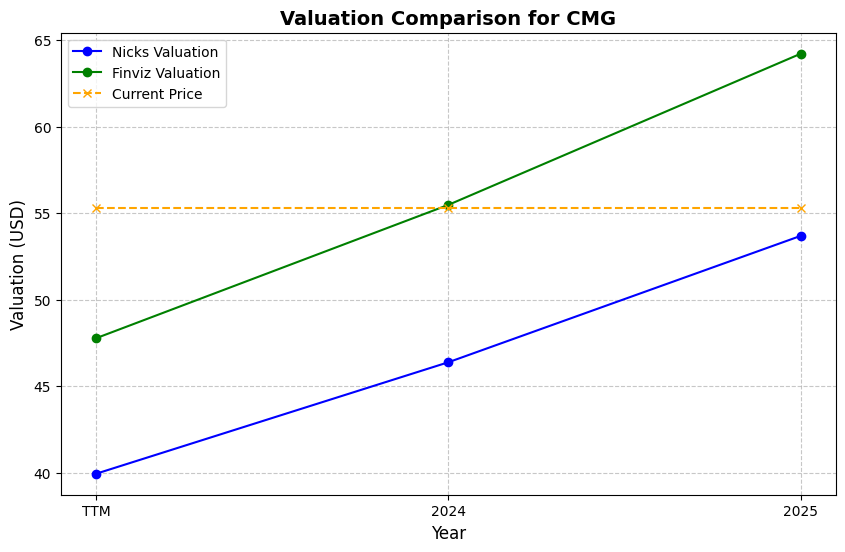 Valuation Comparison for CMG
Nicks Valuation
Finviz Valuation
Current Price
Valuation (USD)
65
60
55
50
45
40
TTM
2024
2025
Year